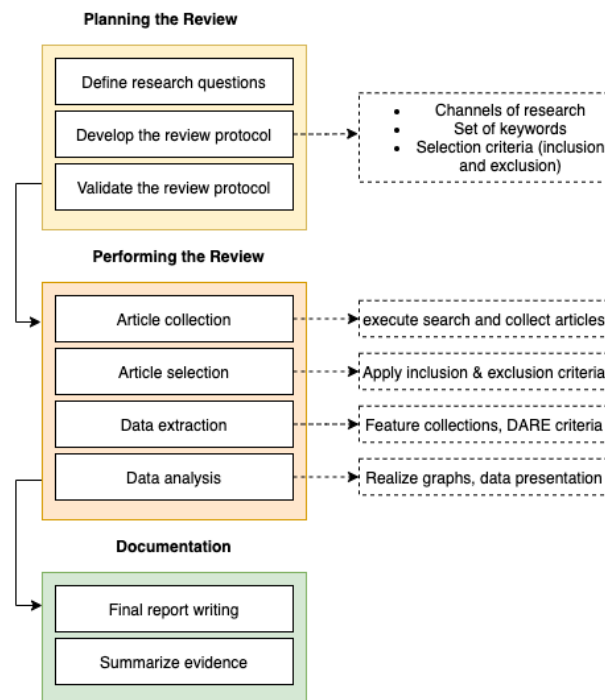 Planning the Review
Define research questions
Develop the review protocol
Validate the review protocol
• Channels of research
• Set of keywords
• Selection criteria (inclusion
and exclusion)
Performing the Review
Article collection
execute search and collect articles
Article selection
Apply inclusion & exclusion criteria
Data extraction
Feature collections, DARE criteria
Data analysis
Realize graphs, data presentation
Documentation
Final report writing
Summarize evidence